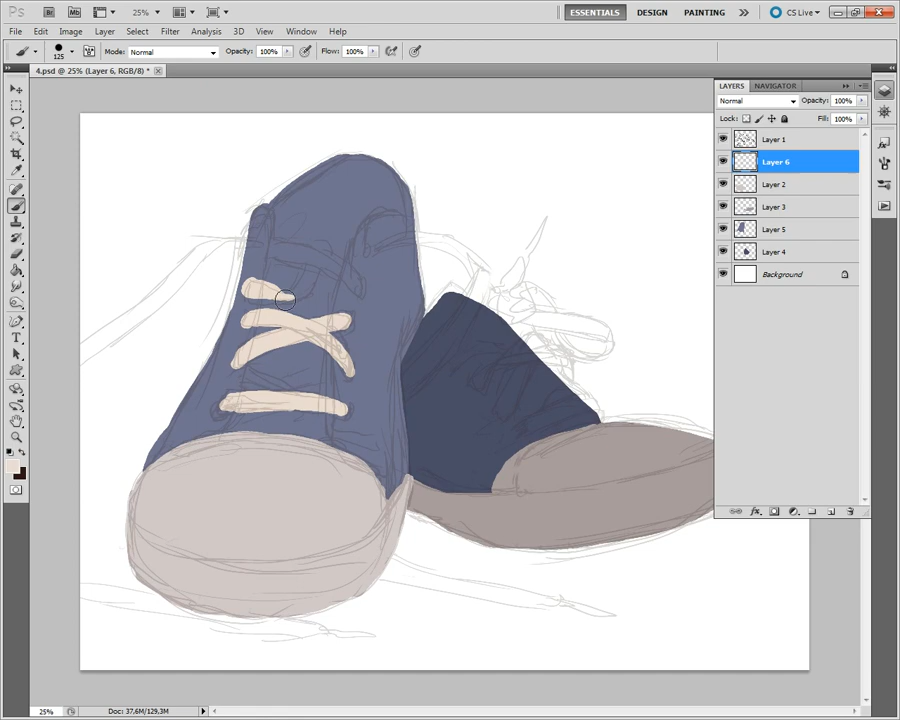 Ps Br Mb 25% ESSENTIALS DESIGN PAINTING CS Live
File Edit Image Layer Select Filter Analysis 3D View Window Help
125 Mode: Normal Opacity: 100% Flow: 100%
4.psd @ 25% (Layer 6, RGB/8) *
LAYERS NAVIGATOR
Normal Opacity: 100%
Lock: Fill: 100%
Layer 1
Layer 6
Layer 2
Layer 3
Layer 5
Layer 4
Background
25% Doc: 37,6M/129,3M